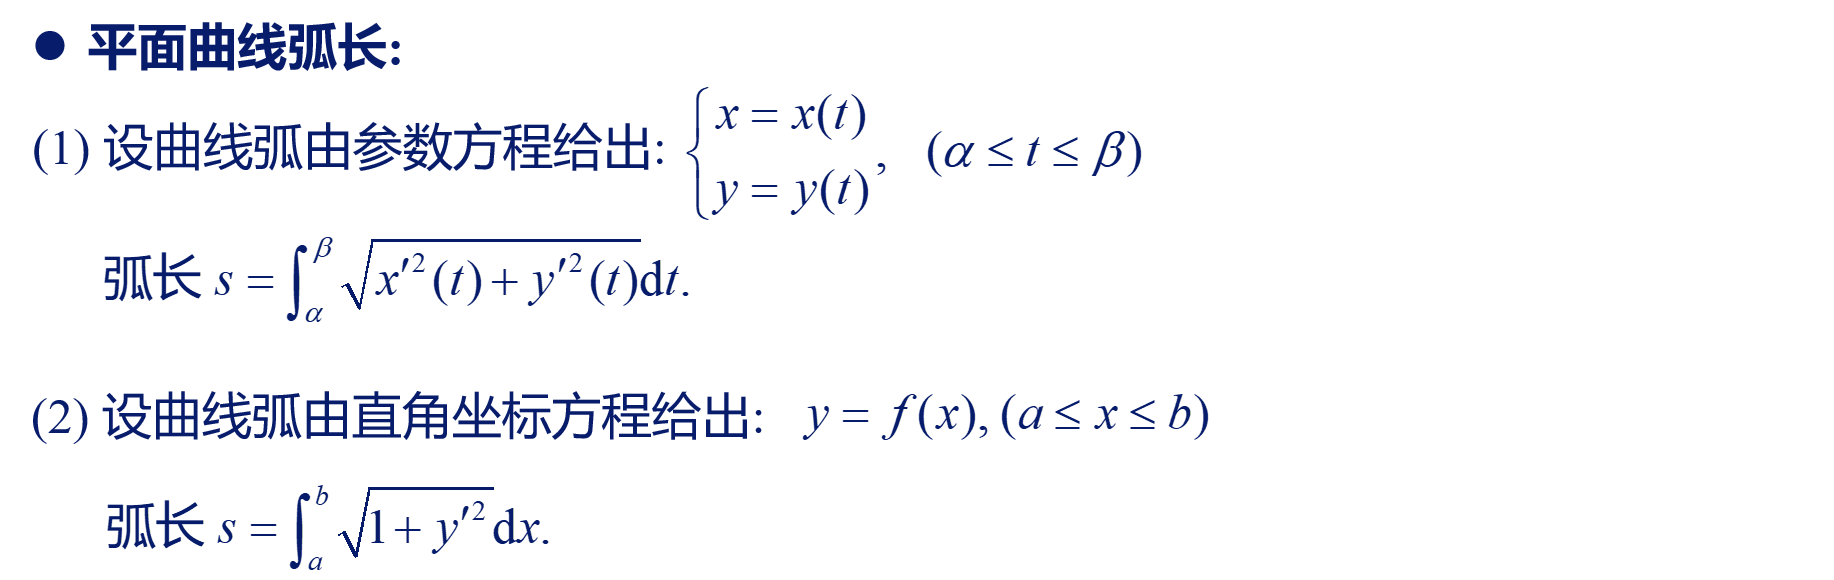 ● 平面曲线弧长:
(1) 设曲线弧由参数方程给出: { x = x(t) y = y(t) , (α ≤ t ≤ β)
弧长 s = ∫_α^β √(x′²(t) + y′²(t)) dt.
(2) 设曲线弧由直角坐标方程给出: y = f(x), (a ≤ x ≤ b)
弧长 s = ∫_a^b √(1 + y′²) dx.